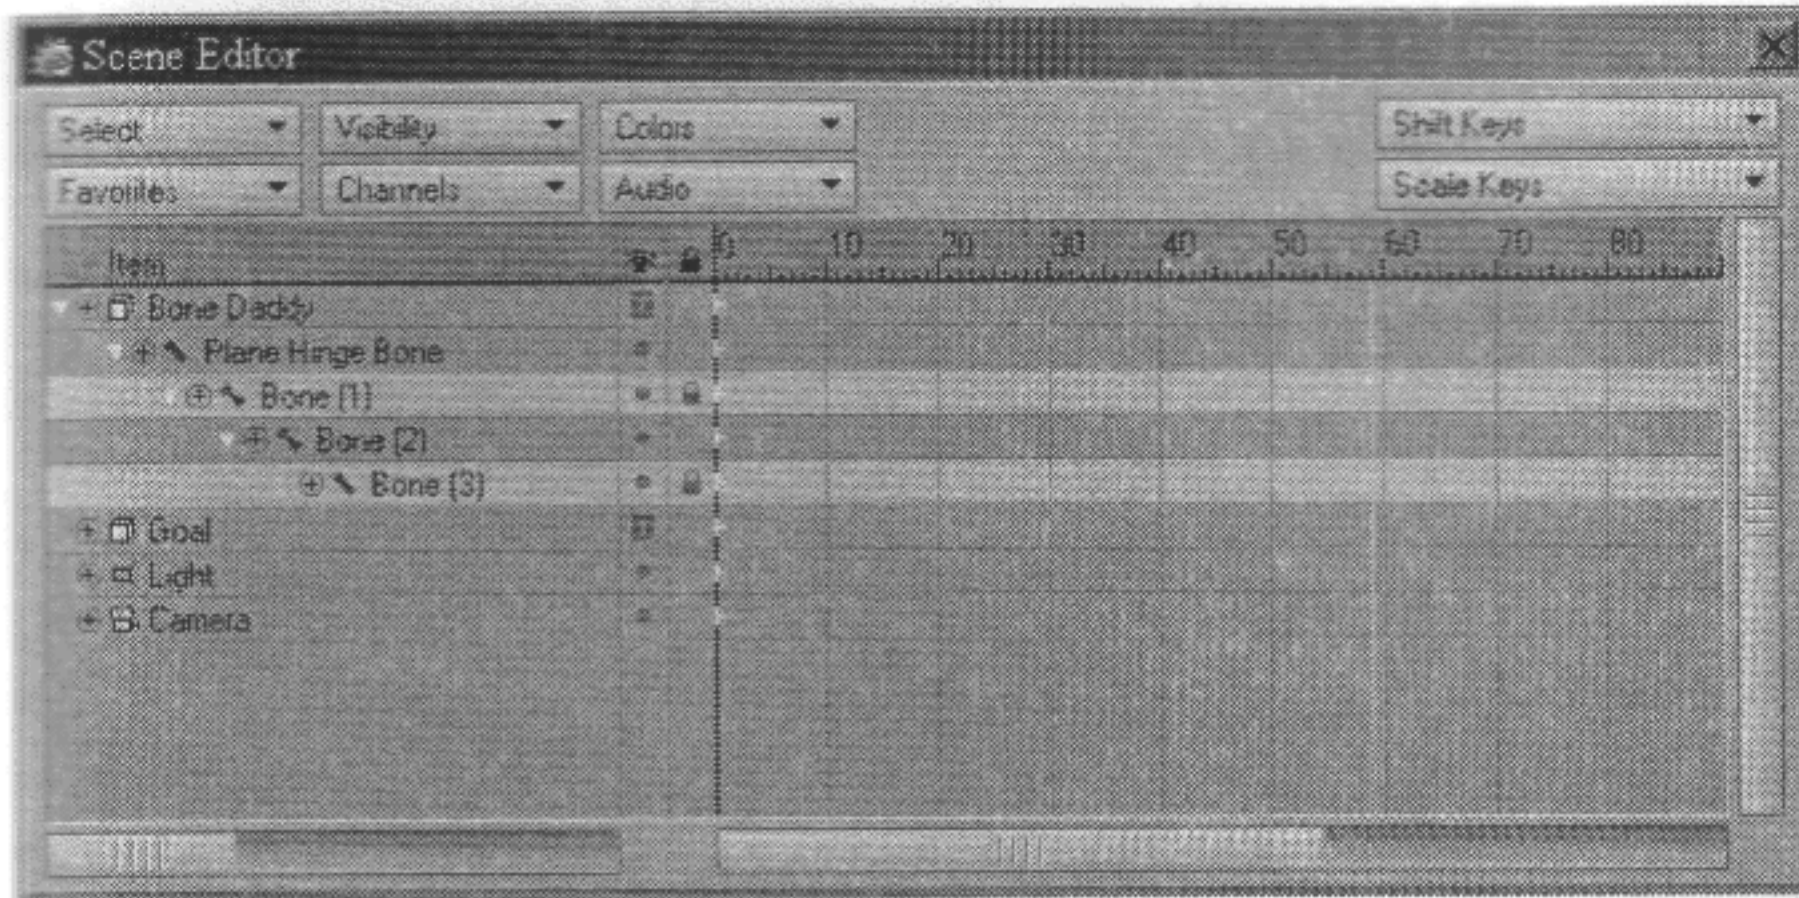 Scene Editor
Select Visibility Colors Shift Keys
Favorites Channels Audio Scale Keys
Item 0 10 20 30 40 50 60 70 80
Bone Daddy
Plane Hinge Bone
Bone (1)
Bone (2)
Bone (3)
Goal
Light
Camera